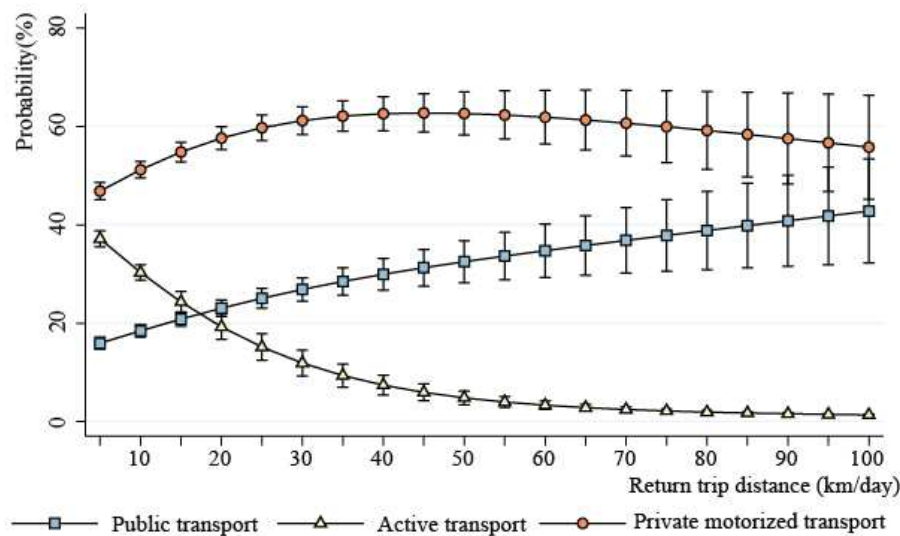 Probability(%)
80
60
40
20
0
10 20 30 40 50 60 70 80 90 100
Return trip distance (km/day)
Public transport Active transport Private motorized transport